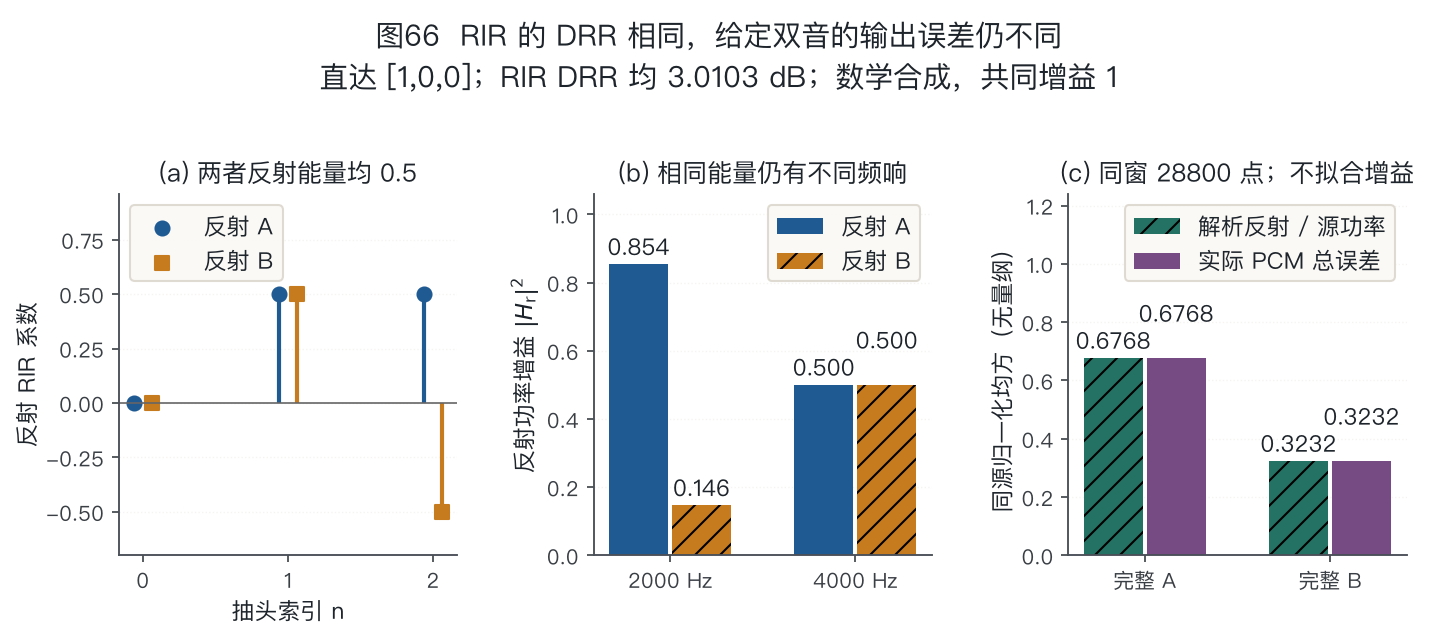 图66 RIR 的 DRR 相同，给定双音的输出误差仍不同
直达 [1,0,0]；RIR DRR 均 3.0103 dB；数学合成，共同增益 1
(a) 两者反射能量均 0.5
反射 A
反射 B
反射 RIR 系数
0.75
0.50
0.25
0.00
−0.25
−0.50
0
1
2
抽头索引 n
(b) 相同能量仍有不同频响
反射 A
反射 B
反射功率增益 |Hr|²
1.0
0.8
0.6
0.4
0.2
0.0
0.854
0.146
0.500
0.500
2000 Hz
4000 Hz
(c) 同窗 28800 点；不拟合增益
解析反射 / 源功率
实际 PCM 总误差
同源归一化均方（无量纲）
1.2
1.0
0.8
0.6
0.4
0.2
0.0
0.6768
0.6768
0.3232
0.3232
完整 A
完整 B